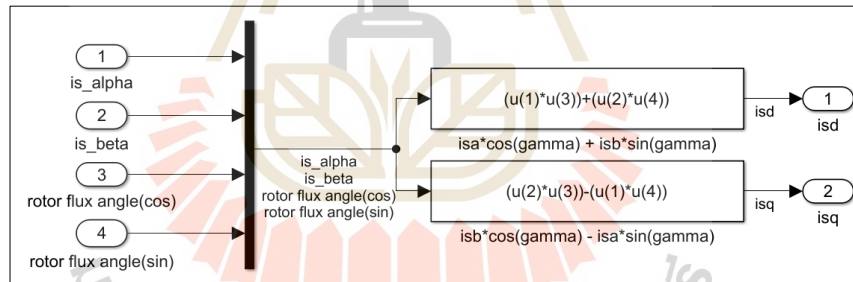 1
is_alpha
2
is_beta
3
rotor flux angle(cos)
4
rotor flux angle(sin)
is_alpha
is_beta
rotor flux angle(cos)
rotor flux angle(sin)
(u(1)*u(3))+(u(2)*u(4))
isa*cos(gamma) + isb*sin(gamma)
isd
1
isd
(u(2)*u(3))-(u(1)*u(4))
isb*cos(gamma) - isa*sin(gamma)
isq
2
isq